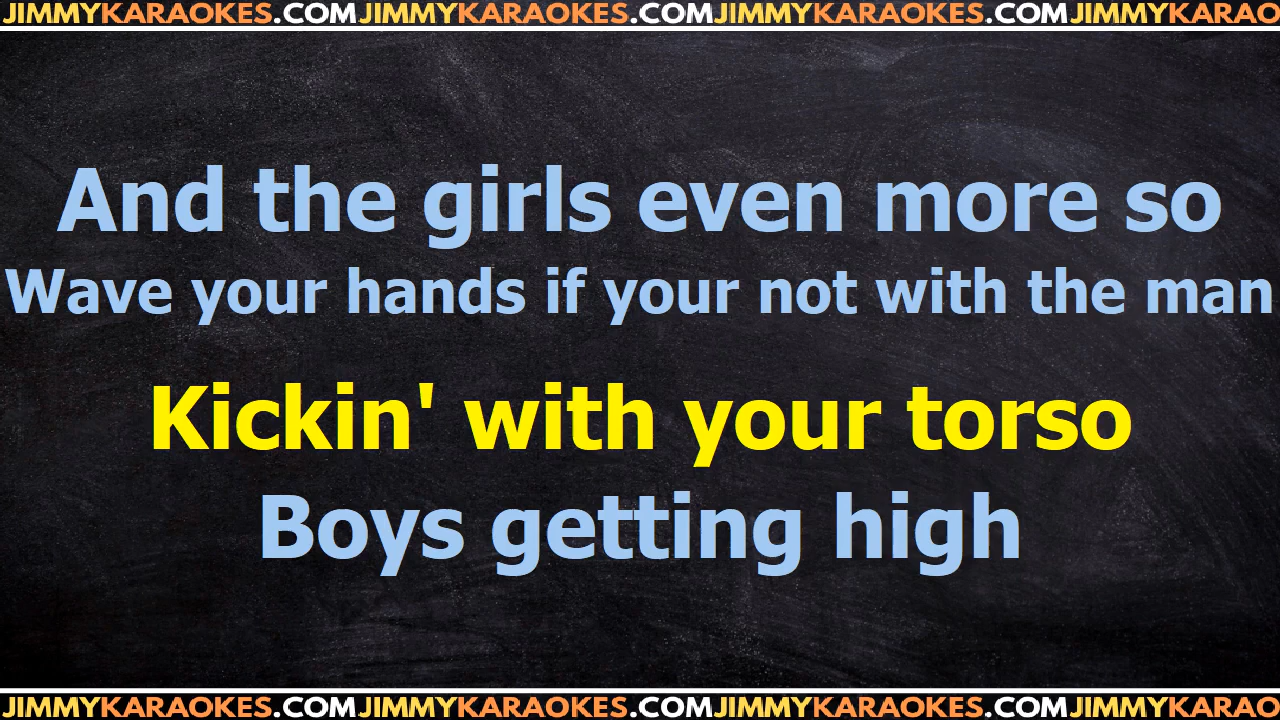 JIMMYKARAOKES.COMJIMMYKARAOKES.COMJIMMYKARAOKES.COMJIMMYKARAO
And the girls even more so
Wave your hands if your not with the man
Kickin' with your torso
Boys getting high
JIMMYKARAOKES.COMJIMMYKARAOKES.COMJIMMYKARAOKES.COMJIMMYKARAO